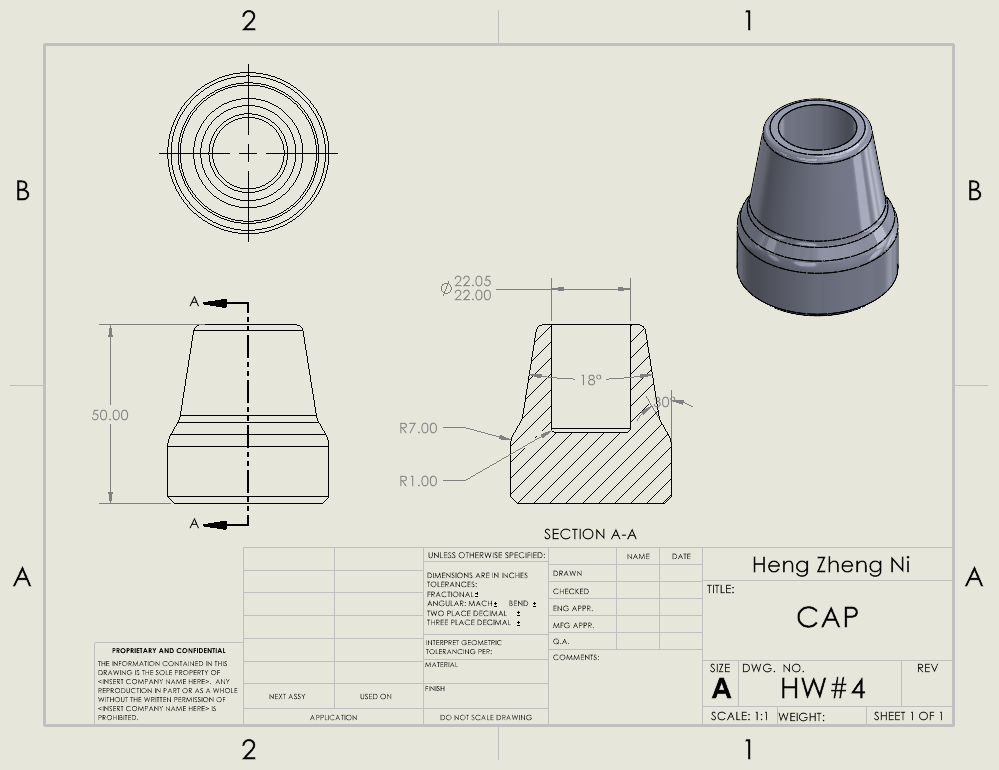 2
1
B
B
A
A
2
1
A
A
50.00
Ø 22.05
22.00
18°
30°
R7.00
R1.00
SECTION A-A
PROPRIETARY AND CONFIDENTIAL
THE INFORMATION CONTAINED IN THIS
DRAWING IS THE SOLE PROPERTY OF
<INSERT COMPANY NAME HERE>. ANY
REPRODUCTION IN PART OR AS A WHOLE
WITHOUT THE WRITTEN PERMISSION OF
<INSERT COMPANY NAME HERE> IS
PROHIBITED.
NEXT ASSY
USED ON
APPLICATION
UNLESS OTHERWISE SPECIFIED:
DIMENSIONS ARE IN INCHES
TOLERANCES:
FRACTIONAL±
ANGULAR: MACH± BEND ±
TWO PLACE DECIMAL ±
THREE PLACE DECIMAL ±
INTERPRET GEOMETRIC
TOLERANCING PER:
MATERIAL
FINISH
DO NOT SCALE DRAWING
NAME
DATE
DRAWN
CHECKED
ENG APPR.
MFG APPR.
Q.A.
COMMENTS:
Heng Zheng Ni
TITLE:
CAP
SIZE
A
DWG. NO.
HW#4
REV
SCALE: 1:1
WEIGHT:
SHEET 1 OF 1